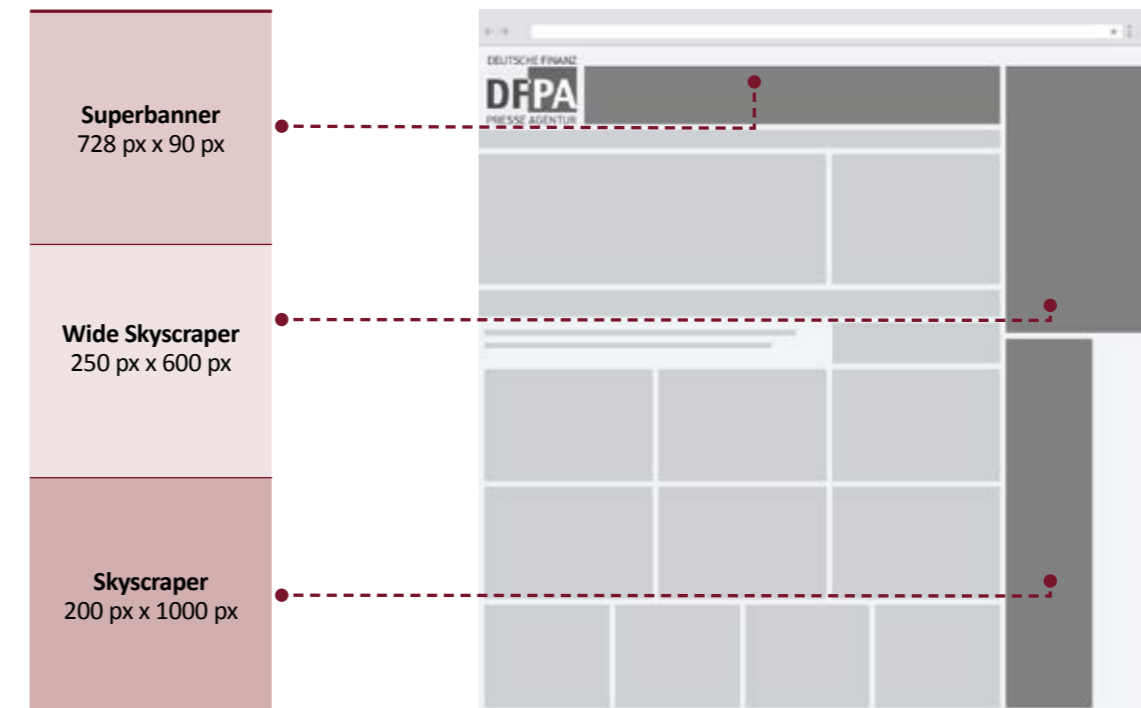 Superbanner
728 px x 90 px
Wide Skyscraper
250 px x 600 px
Skyscraper
200 px x 1000 px
DEUTSCHE FINANZ
DFPA
PRESSE AGENTUR